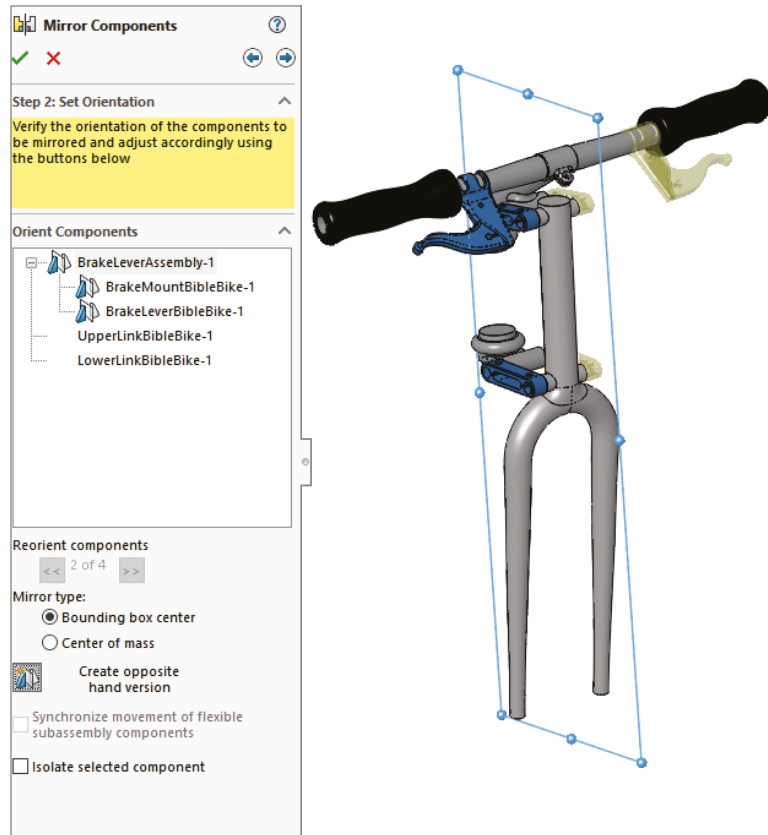 Mirror Components
?
Step 2: Set Orientation
Verify the orientation of the components to
be mirrored and adjust accordingly using
the buttons below
Orient Components
BrakeLeverAssembly-1
BrakeMountBibleBike-1
BrakeLeverBibleBike-1
UpperLinkBibleBike-1
LowerLinkBibleBike-1
Reorient components
<< 2 of 4 >>
Mirror type:
Bounding box center
Center of mass
Create opposite
hand version
Synchronize movement of flexible
subassembly components
Isolate selected component